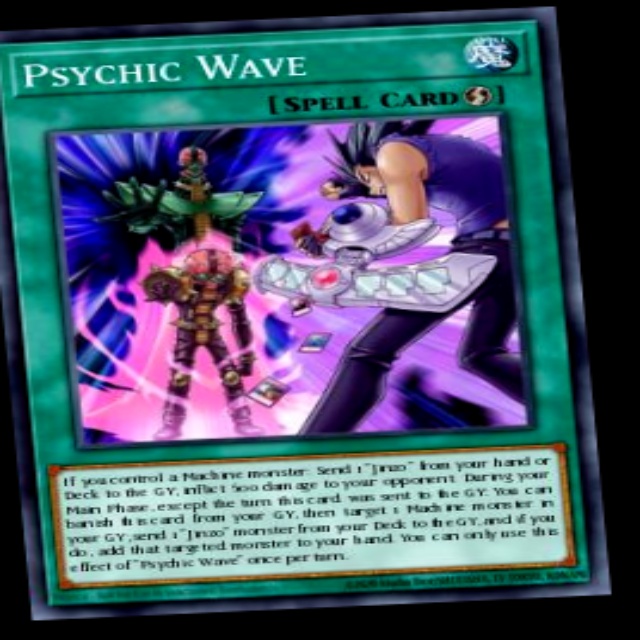 PSYCHIC WAVE
[SPELL CARD]
If you control a Machine monster: Send 1 "Jinzo" from your hand or
Deck to the GY; inflict 500 damage to your opponent. During your
Main Phase, except the turn this card was sent to the GY: You can
banish this card from your GY, then target 1 Machine monster in
your GY; send 1 "Jinzo" monster from your Deck to the GY, and if you
do, add that targeted monster to your hand. You can only use this
effect of "Psychic Wave" once per turn.